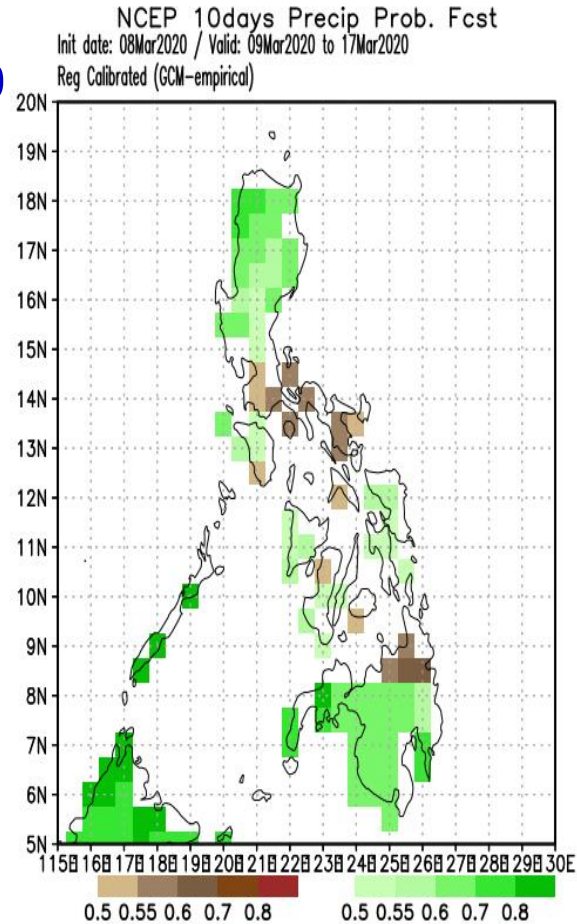 NCEP 10days Precip Prob. Fcst
Init date: 08Mar2020 / Valid: 09Mar2020 to 17Mar2020
Reg Calibrated (GCM-empirical)
20N
19N
18N
17N
16N
15N
14N
13N
12N
11N
10N
9N
8N
7N
6N
5N
115E 116E 117E 118E 119E 120E 121E 122E 123E 124E 125E 126E 127E 128E 129E 130E
0.5 0.55 0.6 0.7 0.8 0.5 0.55 0.6 0.7 0.8